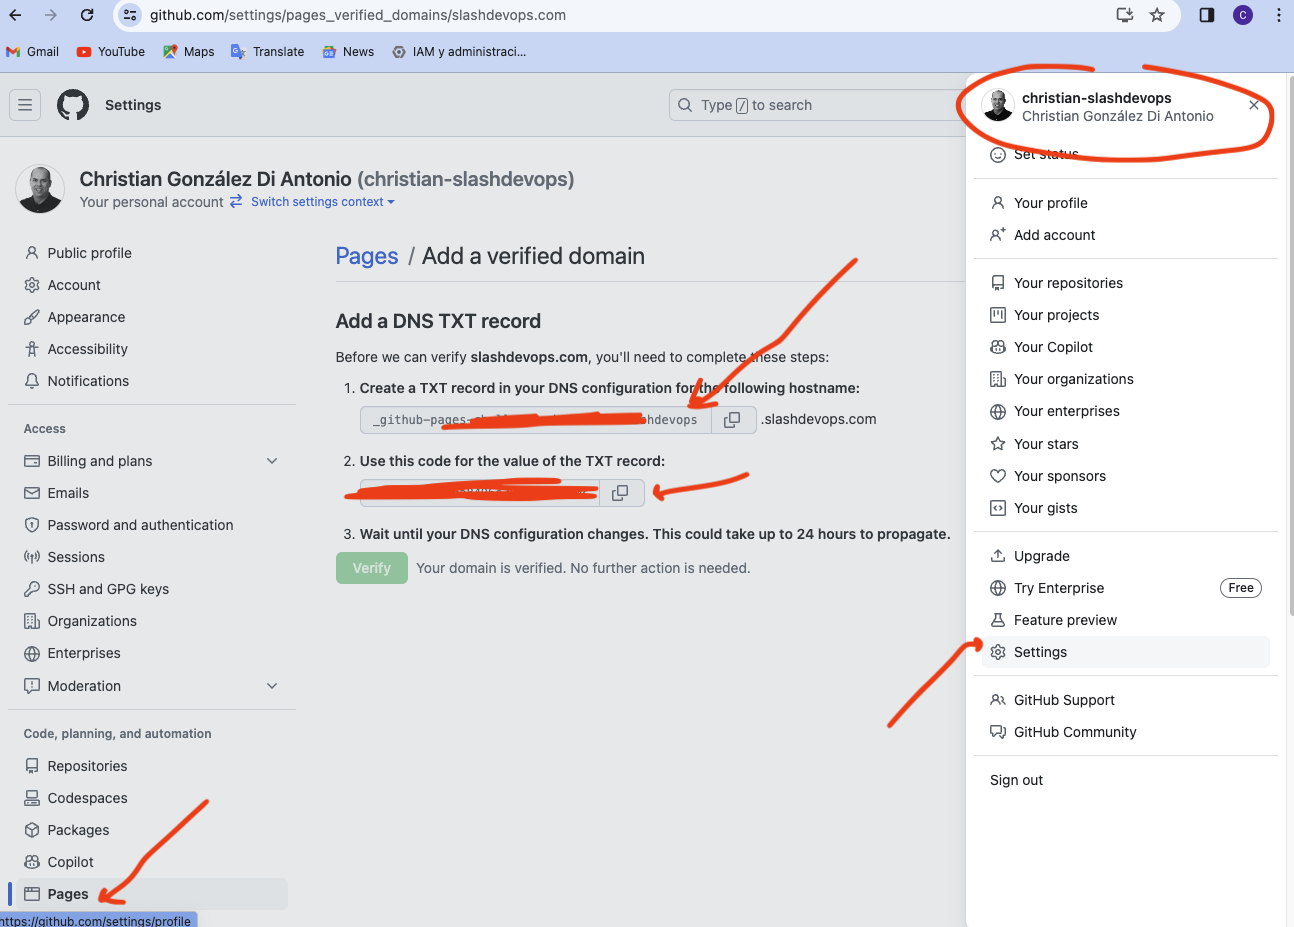 github.com/settings/pages_verified_domains/slashdevops.com
C
Gmail YouTube Maps Translate News IAM y administraci...
Settings
Type / to search
christian-slashdevops
Christian González Di Antonio
Set status
Your profile
Add account
Your repositories
Your projects
Your Copilot
Your organizations
Your enterprises
Your stars
Your sponsors
Your gists
Upgrade
Try Enterprise Free
Feature preview
Settings
GitHub Support
GitHub Community
Sign out
Christian González Di Antonio (christian-slashdevops)
Your personal account Switch settings context
Public profile
Account
Appearance
Accessibility
Notifications
Access
Billing and plans
Emails
Password and authentication
Sessions
SSH and GPG keys
Organizations
Enterprises
Moderation
Code, planning, and automation
Repositories
Codespaces
Packages
Copilot
Pages
https://github.com/settings/profile
Pages / Add a verified domain
Add a DNS TXT record
Before we can verify slashdevops.com, you'll need to complete these steps:
1. Create a TXT record in your DNS configuration for the following hostname:
_github-pages- hdevops .slashdevops.com
2. Use this code for the value of the TXT record:
3. Wait until your DNS configuration changes. This could take up to 24 hours to propagate.
Verify Your domain is verified. No further action is needed.